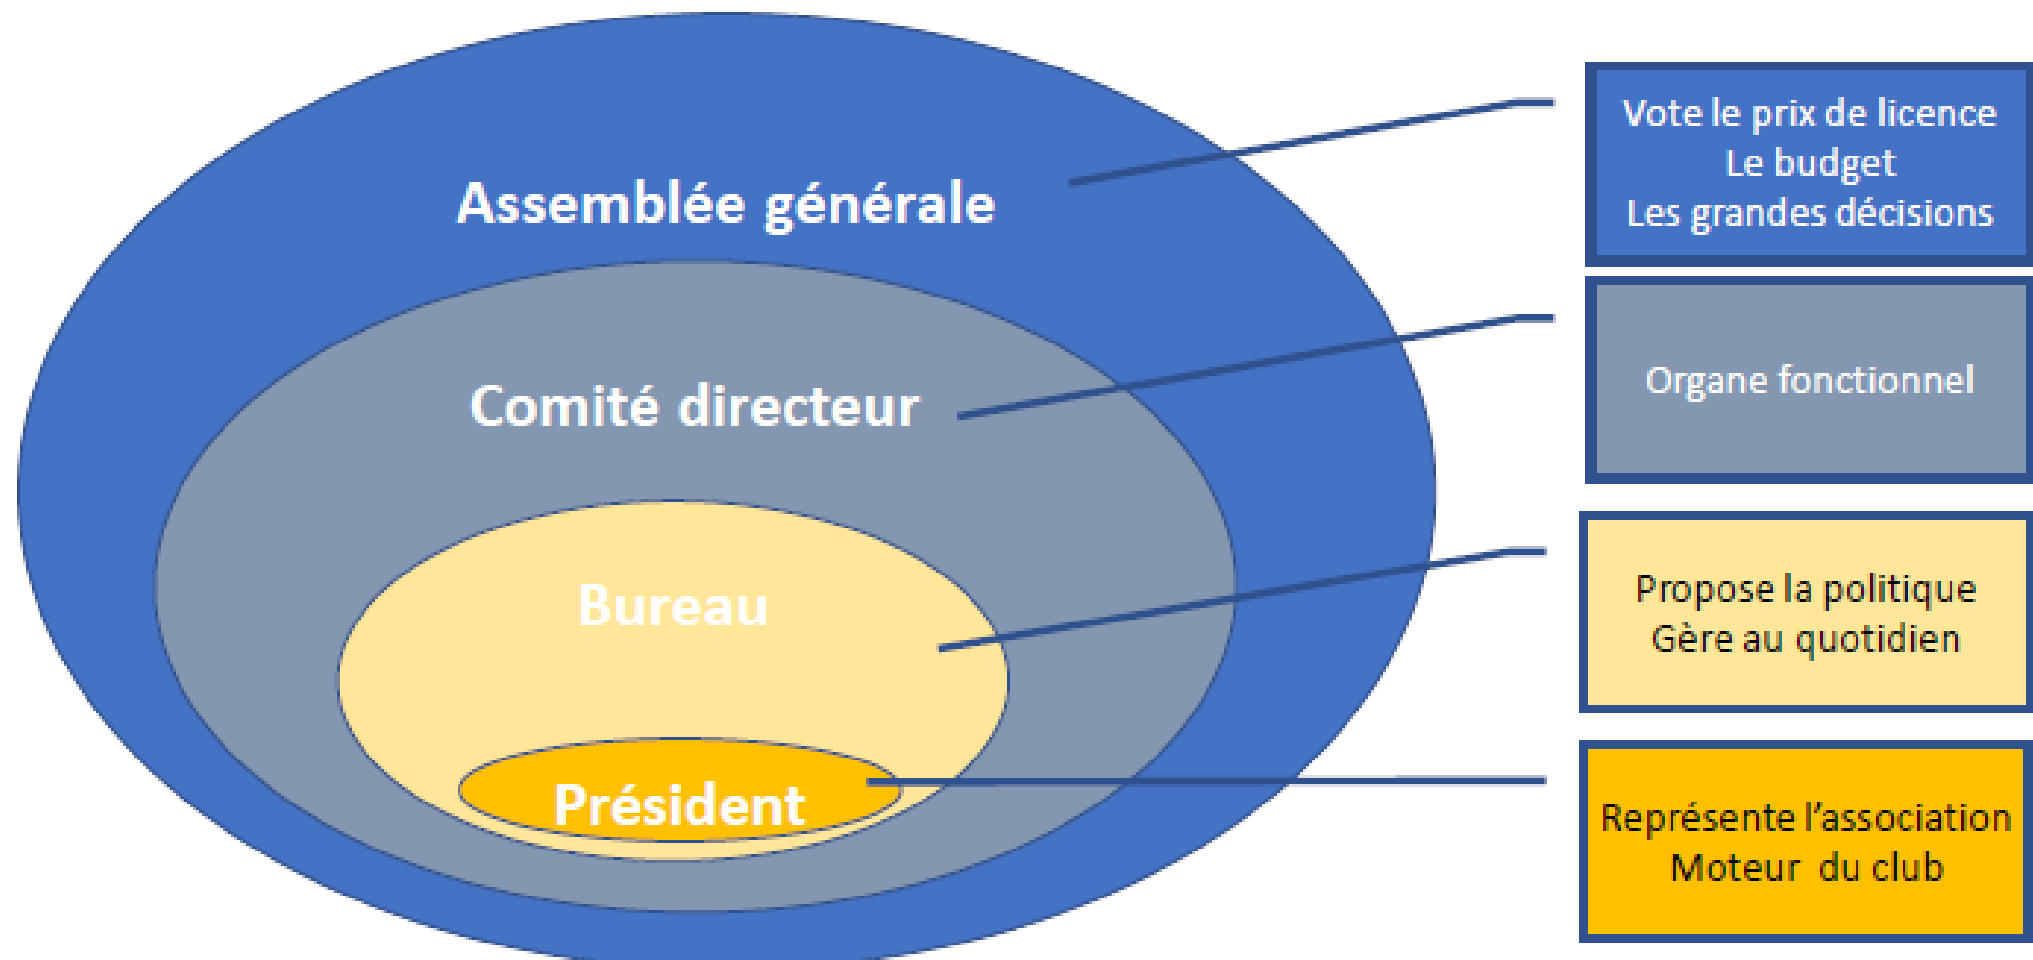 Assemblée générale
Comité directeur
Bureau
Président
Vote le prix de licence
Le budget
Les grandes décisions
Organe fonctionnel
Propose la politique
Gère au quotidien
Représente l'association
Moteur du club